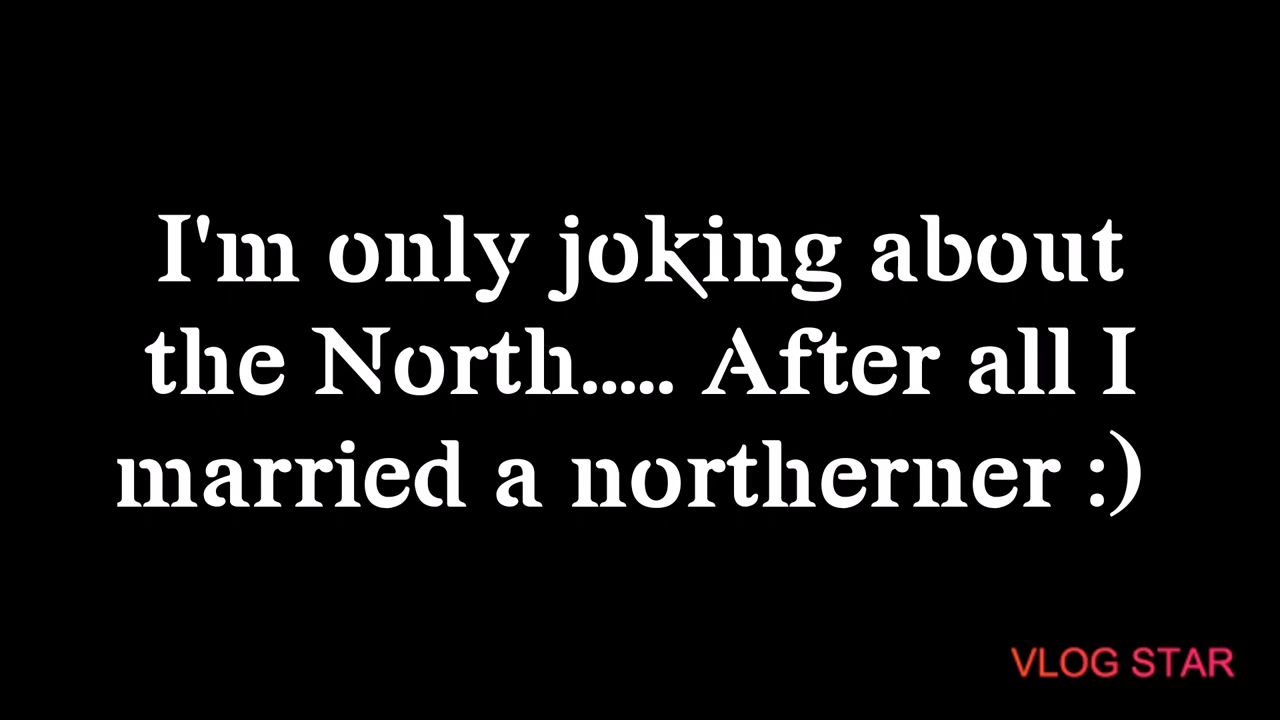 I'm only joking about
the North..... After all I
married a northerner :)
VLOG STAR